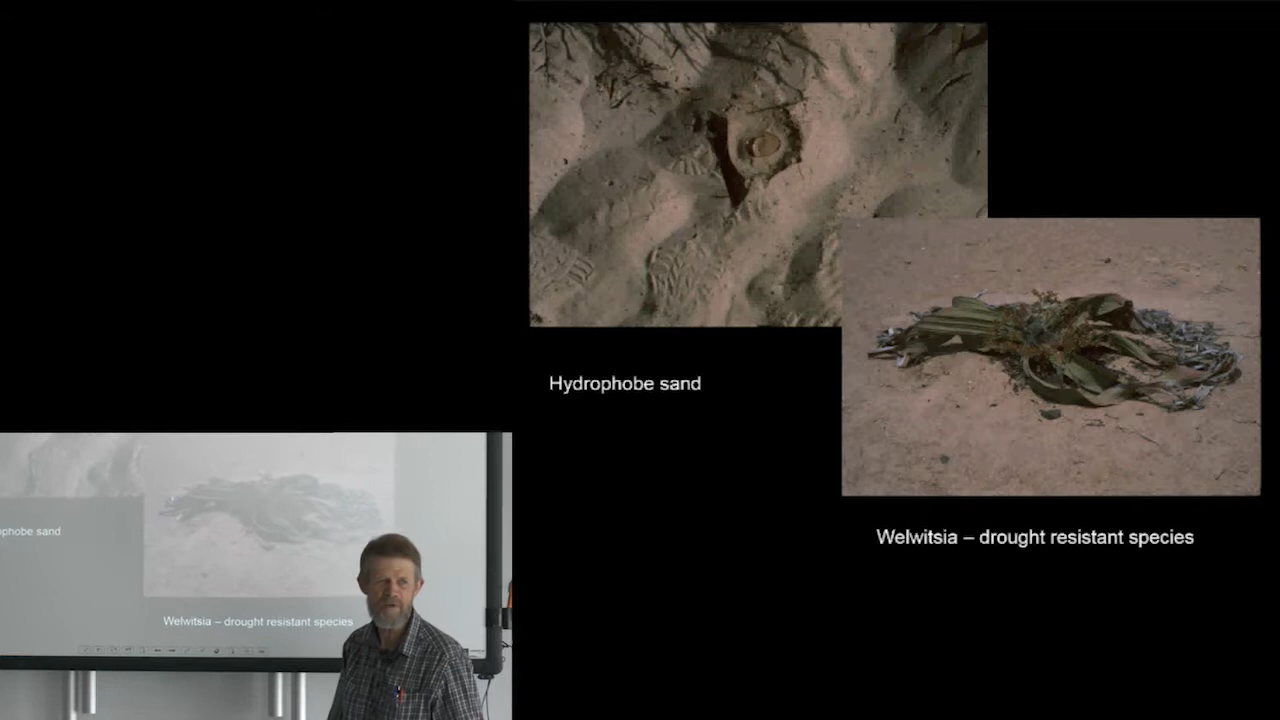 Hydrophobe sand
Welwitsia – drought resistant species
ophobe sand
Welwitsia – drought resistant species